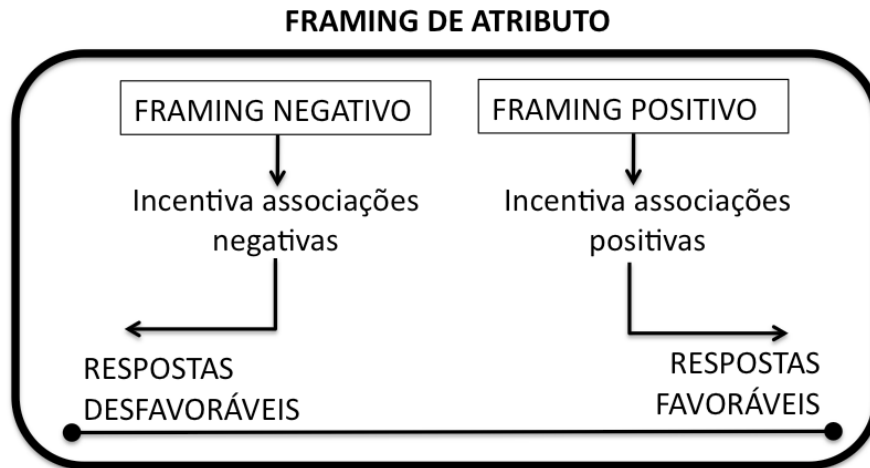 FRAMING DE ATRIBUTO
FRAMING NEGATIVO
Incentiva associações
negativas
RESPOSTAS
DESFAVORÁVEIS
FRAMING POSITIVO
Incentiva associações
positivas
RESPOSTAS
FAVORÁVEIS